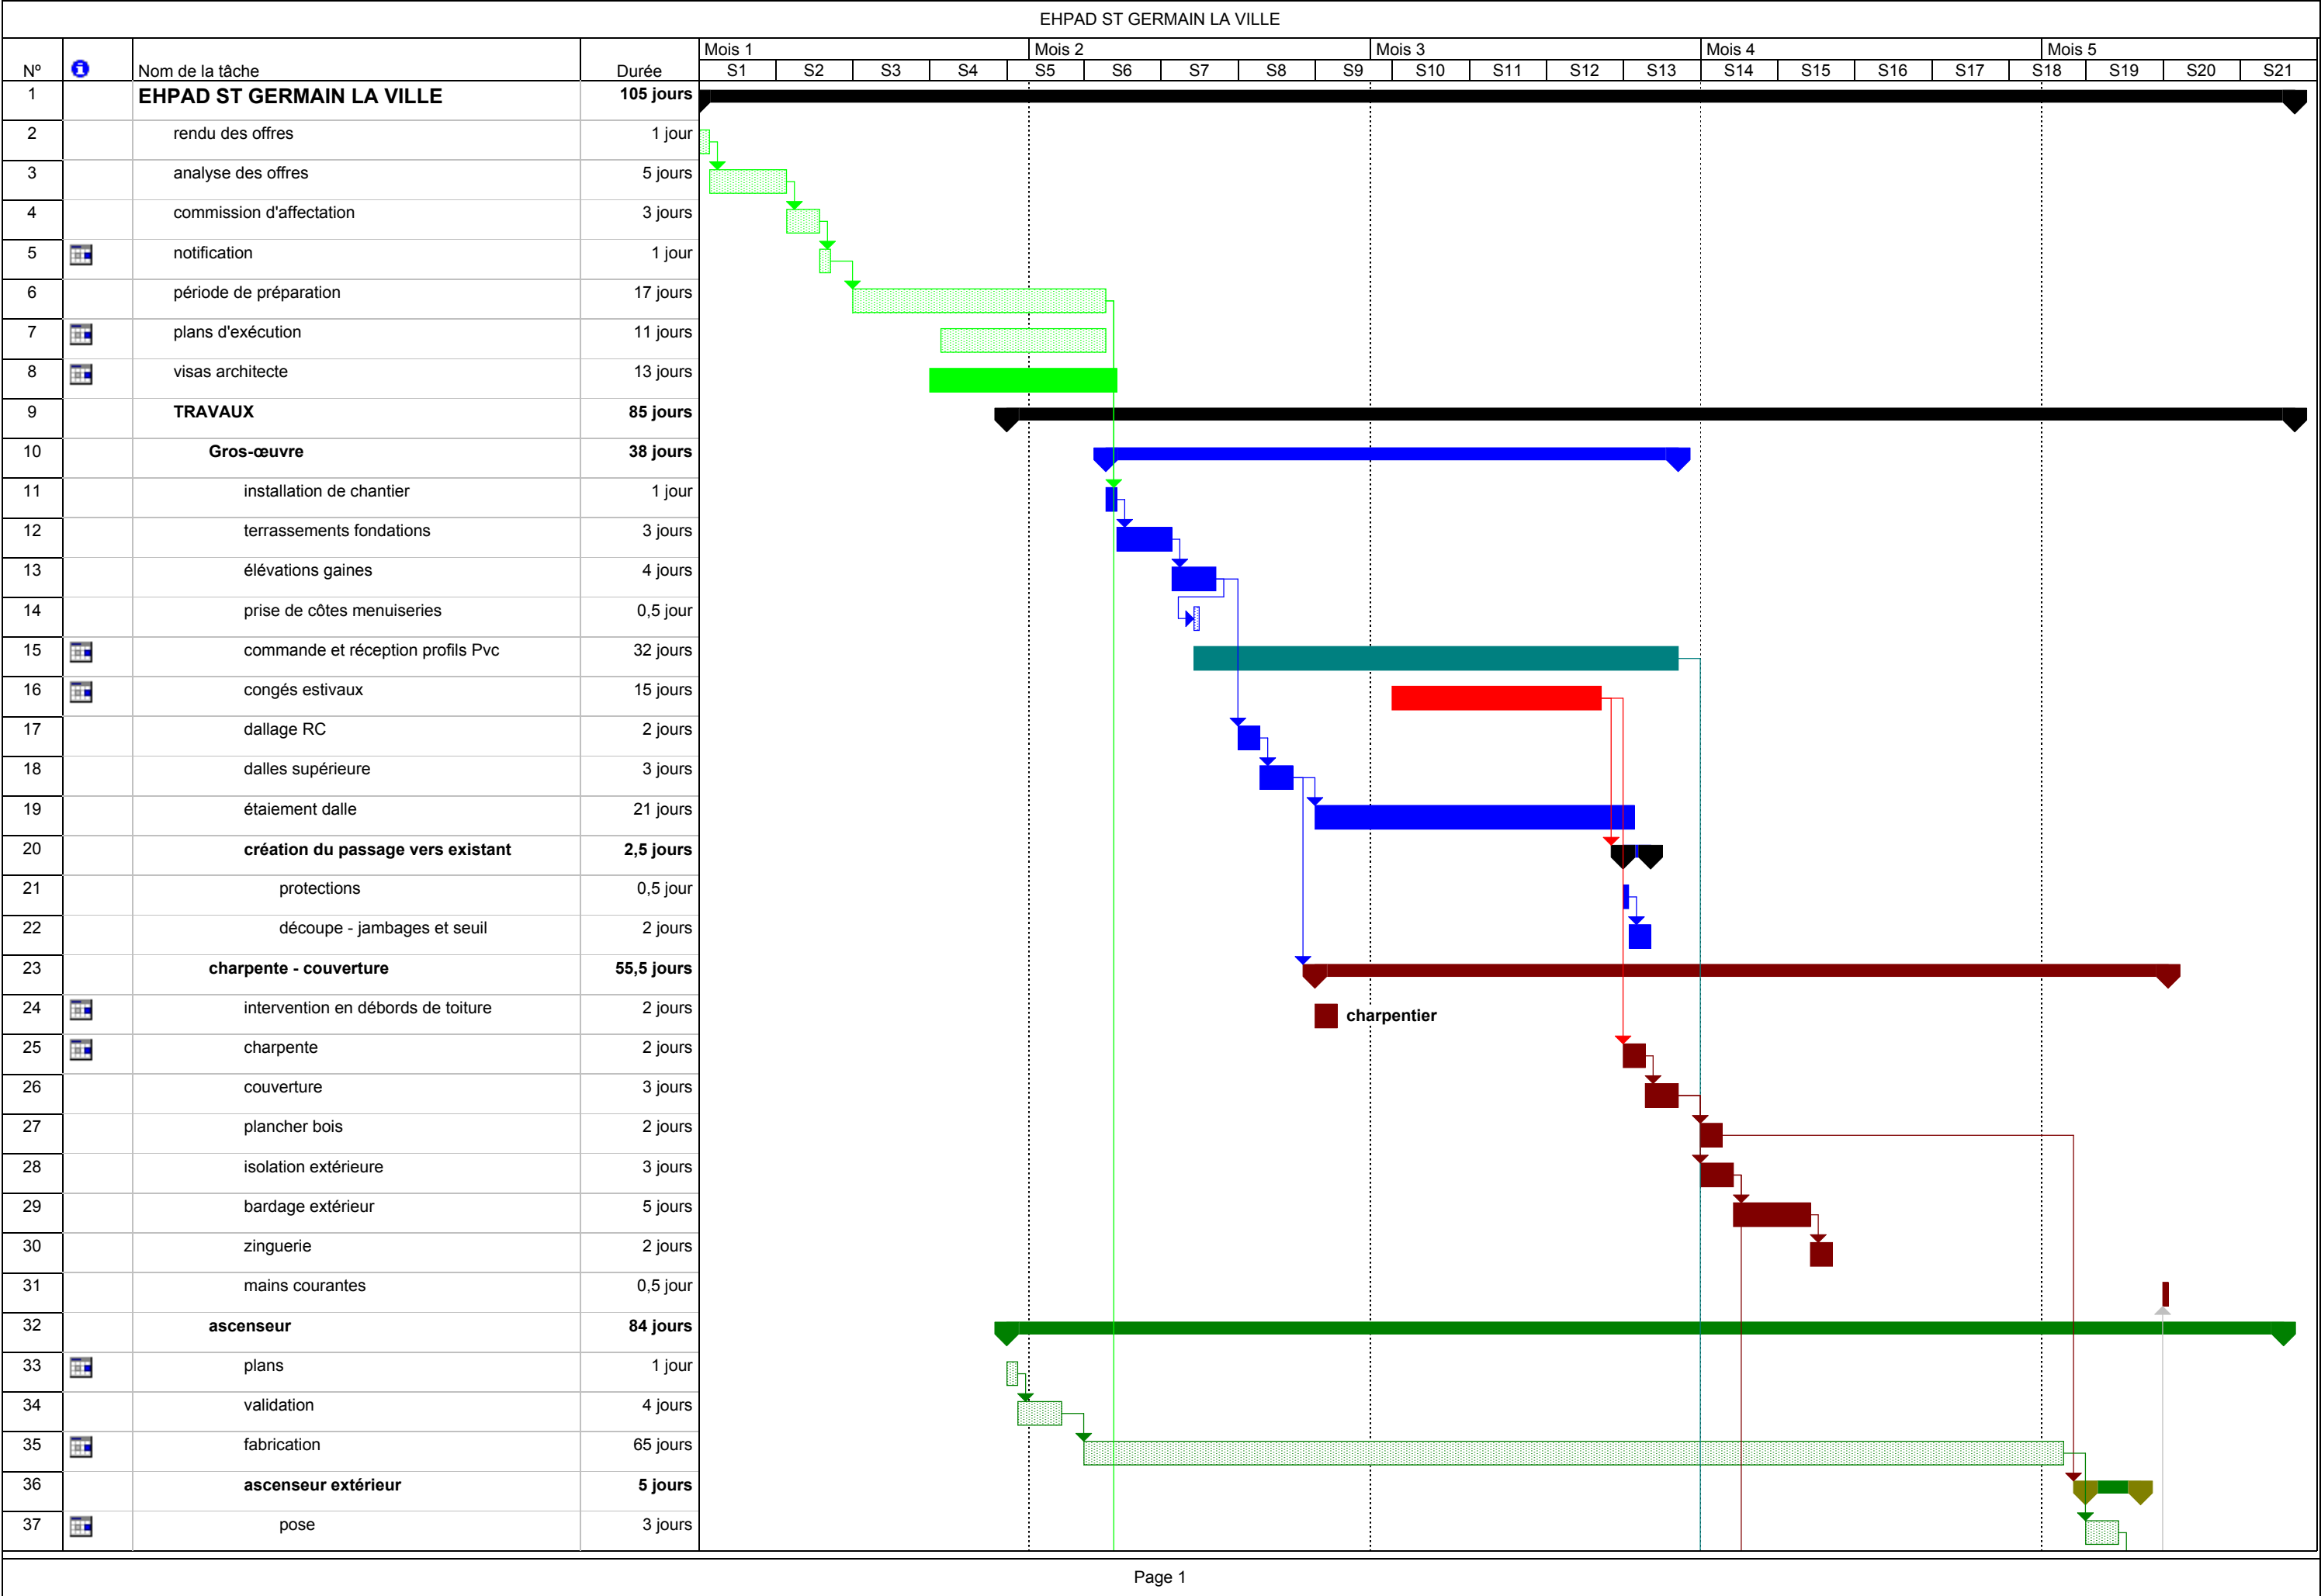 EHPAD ST GERMAIN LA VILLE
Mois 1 Mois 2 Mois 3 Mois 4 Mois 5
Nº Nom de la tâche Durée S1 S2 S3 S4 S5 S6 S7 S8 S9 S10 S11 S12 S13 S14 S15 S16 S17 S18 S19 S20 S21
1 EHPAD ST GERMAIN LA VILLE 105 jours
2 rendu des offres 1 jour
3 analyse des offres 5 jours
4 commission d'affectation 3 jours
5 notification 1 jour
6 période de préparation 17 jours
7 plans d'exécution 11 jours
8 visas architecte 13 jours
9 TRAVAUX 85 jours
10 Gros-œuvre 38 jours
11 installation de chantier 1 jour
12 terrassements fondations 3 jours
13 élévations gaines 4 jours
14 prise de côtes menuiseries 0,5 jour
15 commande et réception profils Pvc 32 jours
16 congés estivaux 15 jours
17 dallage RC 2 jours
18 dalles supérieure 3 jours
19 étaiement dalle 21 jours
20 création du passage vers existant 2,5 jours
21 protections 0,5 jour
22 découpe - jambages et seuil 2 jours
23 charpente - couverture 55,5 jours
24 intervention en débords de toiture 2 jours charpentier
25 charpente 2 jours
26 couverture 3 jours
27 plancher bois 2 jours
28 isolation extérieure 3 jours
29 bardage extérieur 5 jours
30 zinguerie 2 jours
31 mains courantes 0,5 jour
32 ascenseur 84 jours
33 plans 1 jour
34 validation 4 jours
35 fabrication 65 jours
36 ascenseur extérieur 5 jours
37 pose 3 jours
Page 1